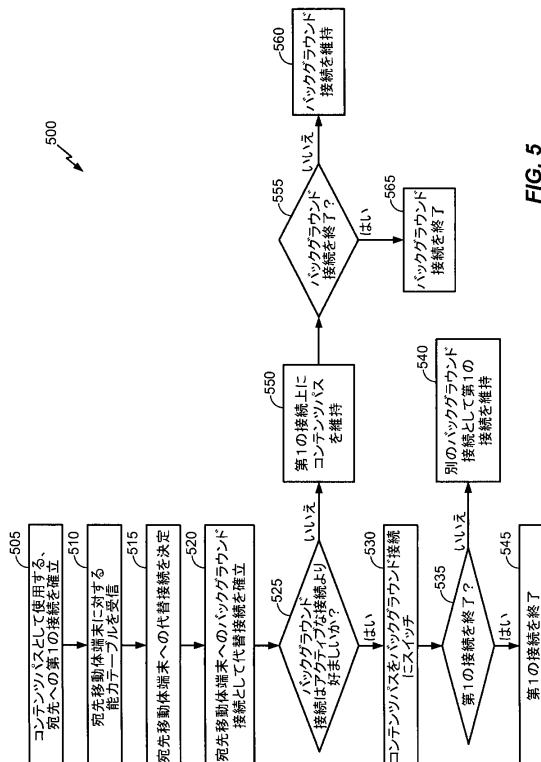 500
505
コンテンツパスとして使用する、
宛先への第1の接続を確立
510
宛先移動体端末に対する
能力テーブルを受信
515
宛先移動体端末への代替接続を決定
520
宛先移動体端末へのバックグラウンド
接続として代替接続を確立
525
バックグラウンド
接続はアクティブな接続より
好ましいか?
いいえ
はい
550
第1の接続上に
コンテンツパス
を維持
555
バックグラウンド
接続を終了?
いいえ
はい
560
バックグラウンド
接続を維持
565
バックグラウンド
接続を終了
530
コンテンツパスをバックグラウンド接続
にスイッチ
535
第1の接続を終了?
いいえ
はい
540
別のバックグラウンド
接続として第1の
接続を維持
545
第1の接続を終了
FIG. 5